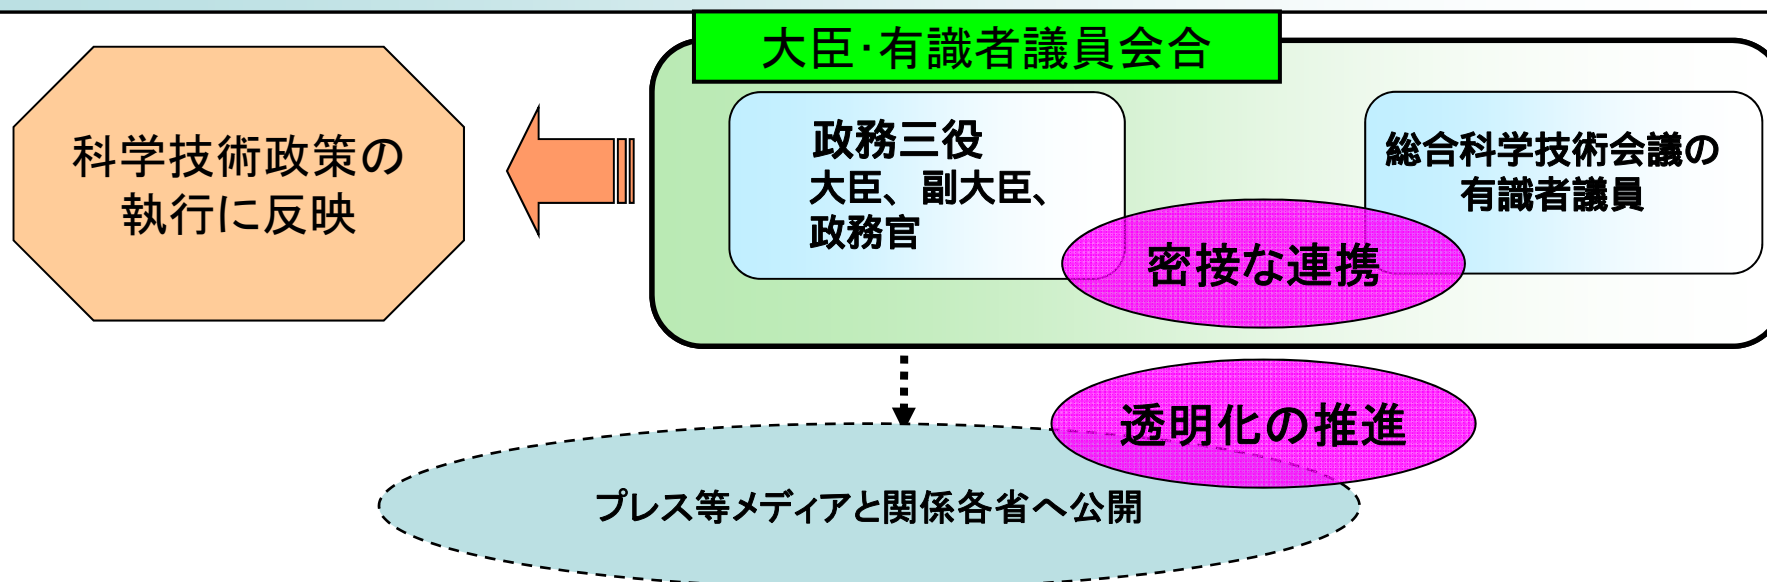 大臣・有識者議員会合
科学技術政策の
執行に反映
政務三役
大臣、副大臣、
政務官
総合科学技術会議の
有識者議員
密接な連携
透明化の推進
プレス等メディアと関係各省へ公開